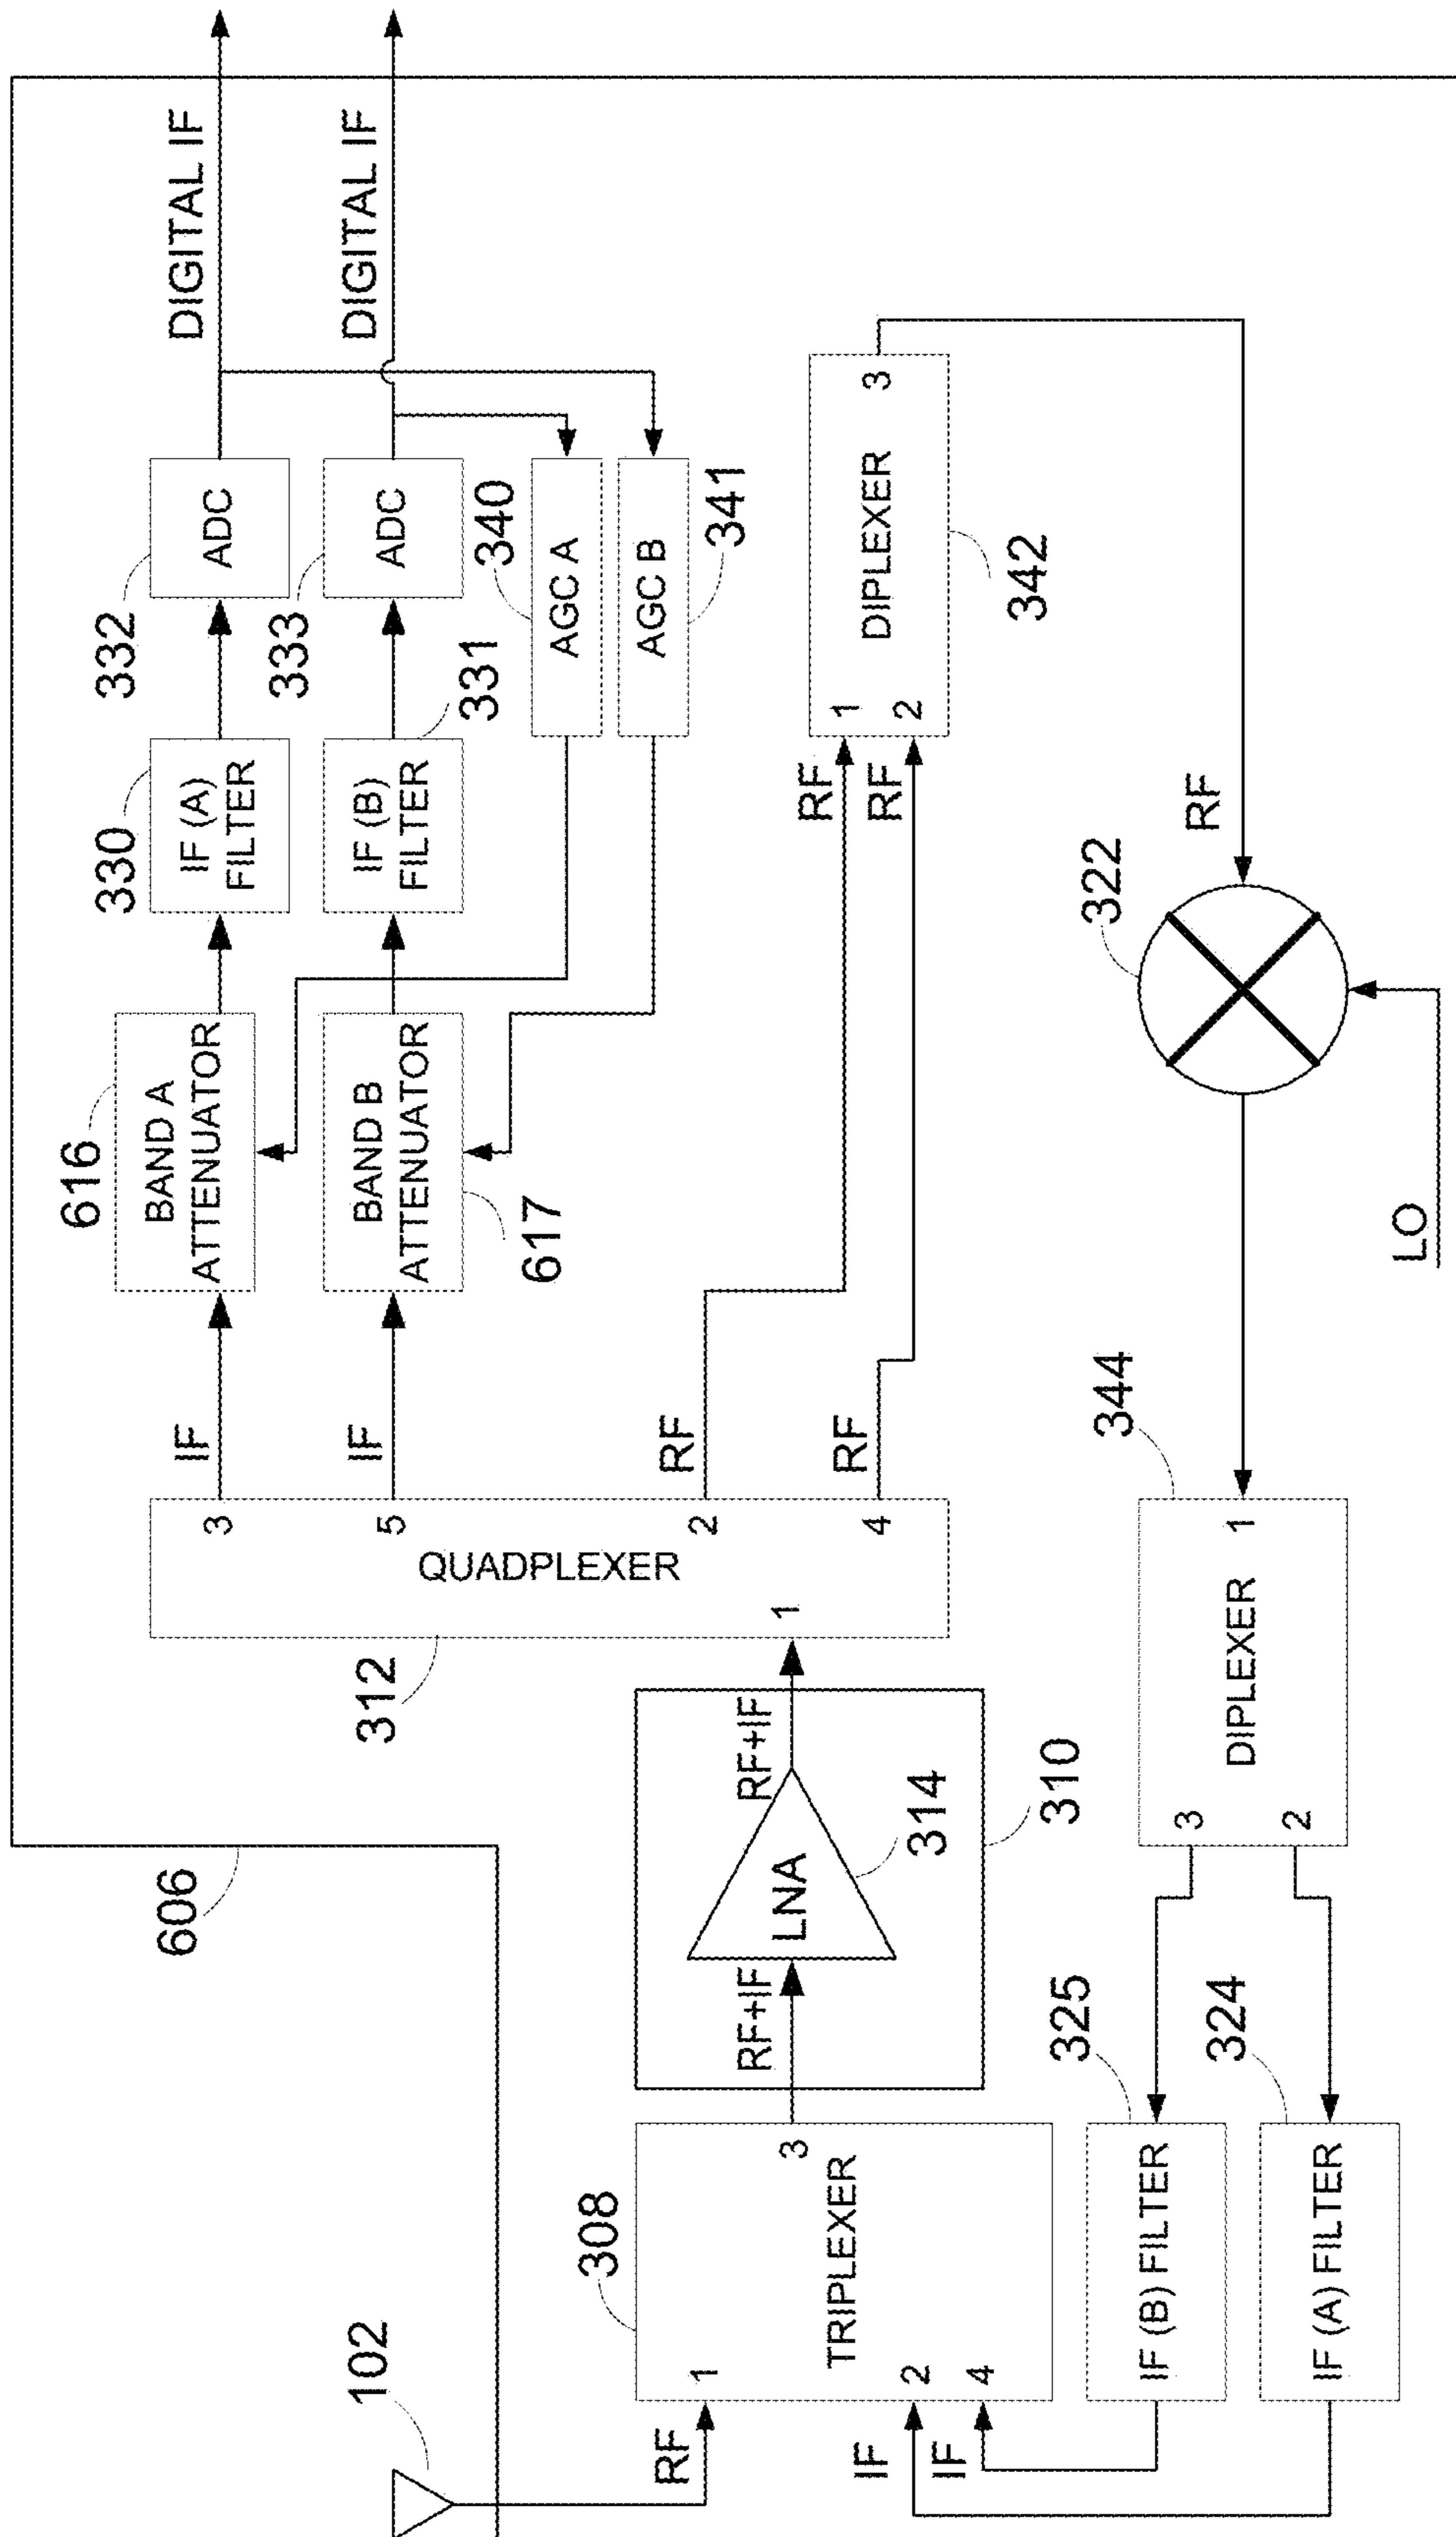 102
606
RF
1
308
TRIPLEXER
3
2
4
IF
IF
RF+IF
LNA
RF+IF
314
310
312
1
QUADPLEXER
3
5
2
4
IF
IF
RF
RF
616
BAND A
ATTENUATOR
BAND B
ATTENUATOR
617
330
IF (A)
FILTER
IF (B)
FILTER
331
332
ADC
333
ADC
340
AGC A
AGC B
341
DIGITAL IF
DIGITAL IF
RF
RF
1
2
DIPLEXER
3
342
RF
322
LO
344
1
DIPLEXER
3
2
325
IF (B) FILTER
324
IF (A) FILTER